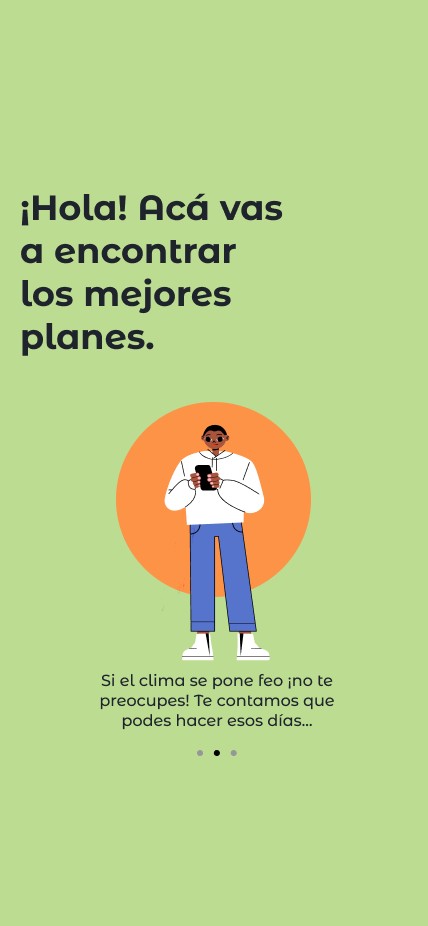 ¡Hola! Acá vas
a encontrar
los mejores
planes.
Si el clima se pone feo ¡no te
preocupes! Te contamos que
podes hacer esos días...